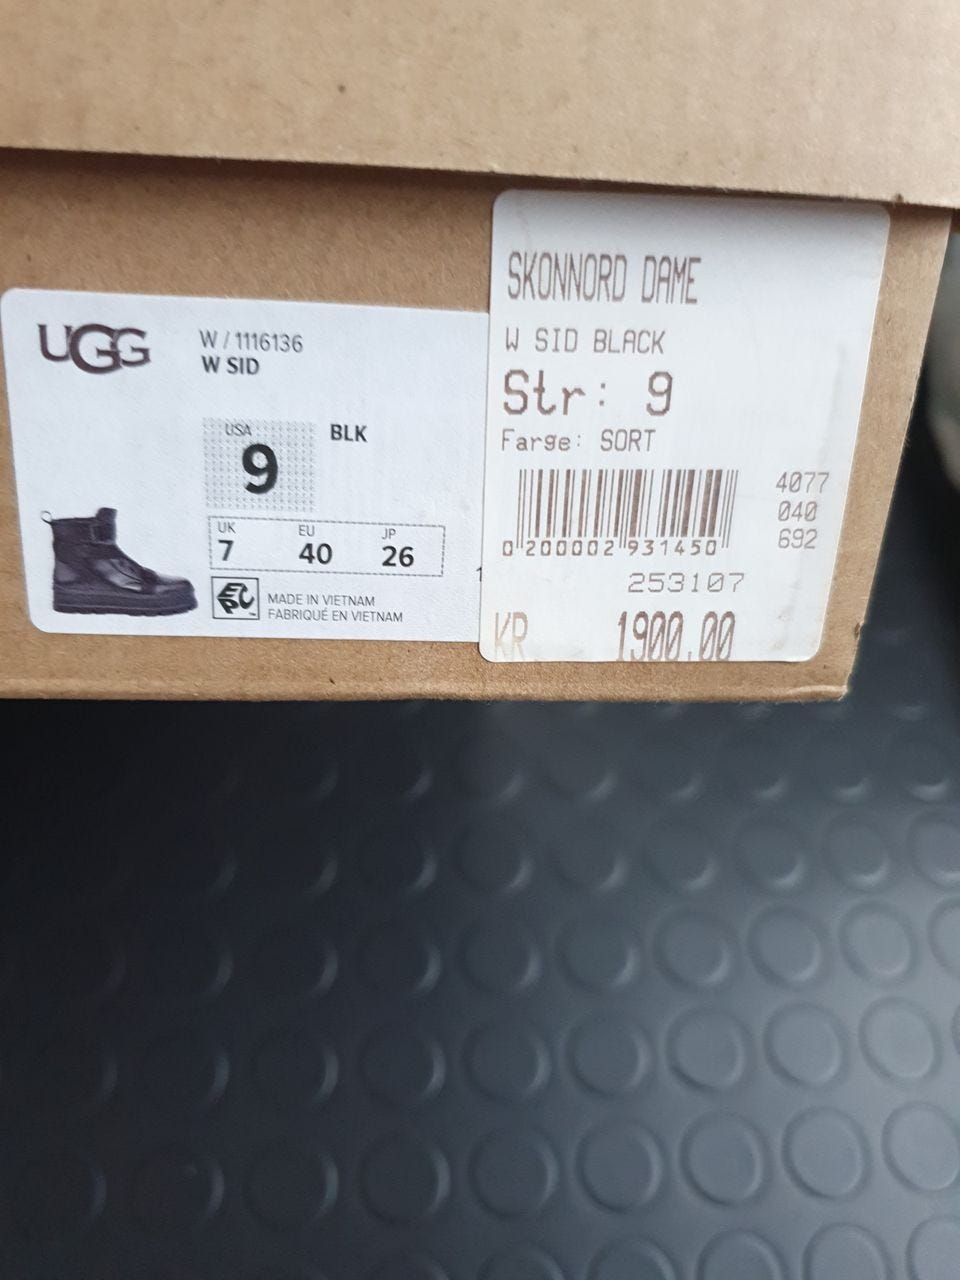 UGG
W / 1116136
W SID
USA
9
BLK
UK
7
EU
40
JP
26
MADE IN VIETNAM
FABRIQUÉ EN VIETNAM
SKONNORD DAME
W SID BLACK
Str: 9
Farge: SORT
4077
040
692
0 200002 931450
253107
KR 1900.00